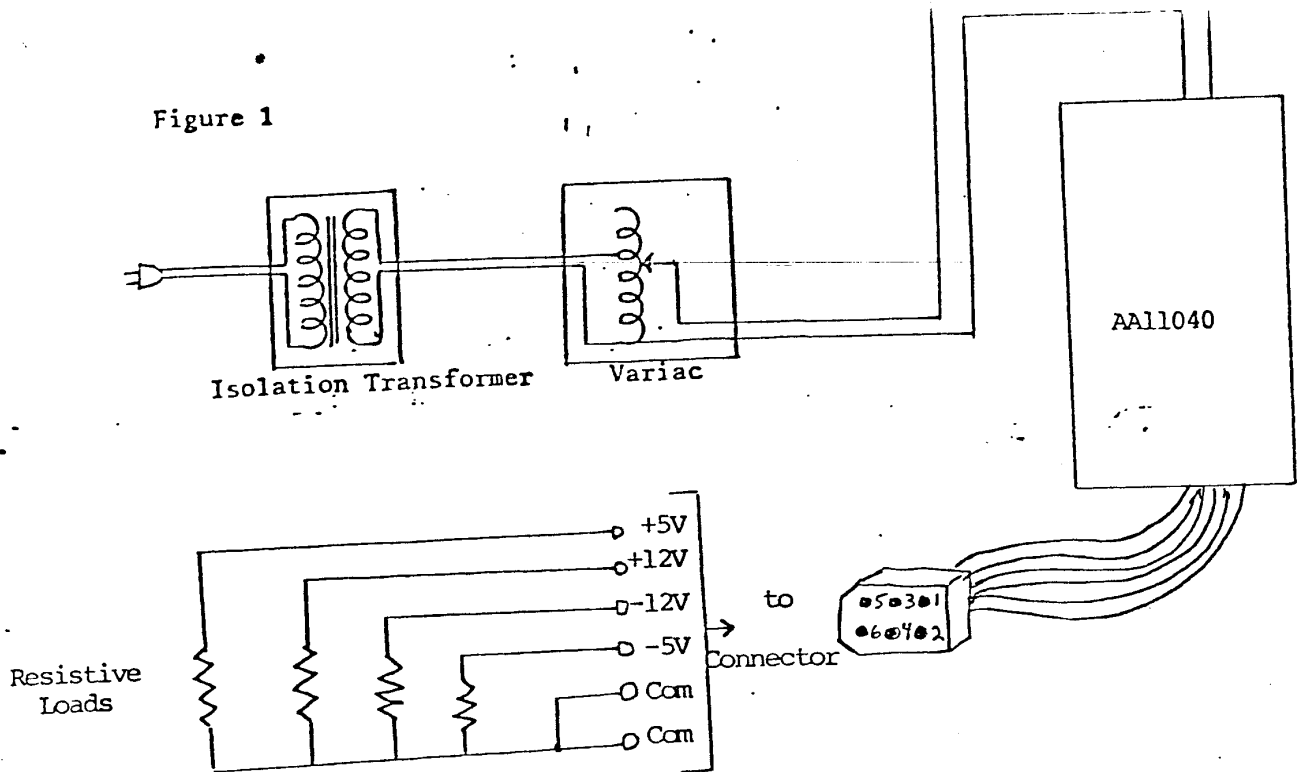 Figure 1
Isolation Transformer
Variac
AA11040
+5V
+12V
-12V
-5V
Com
Com
Resistive
Loads
to
Connector
5 3 1
6 4 2